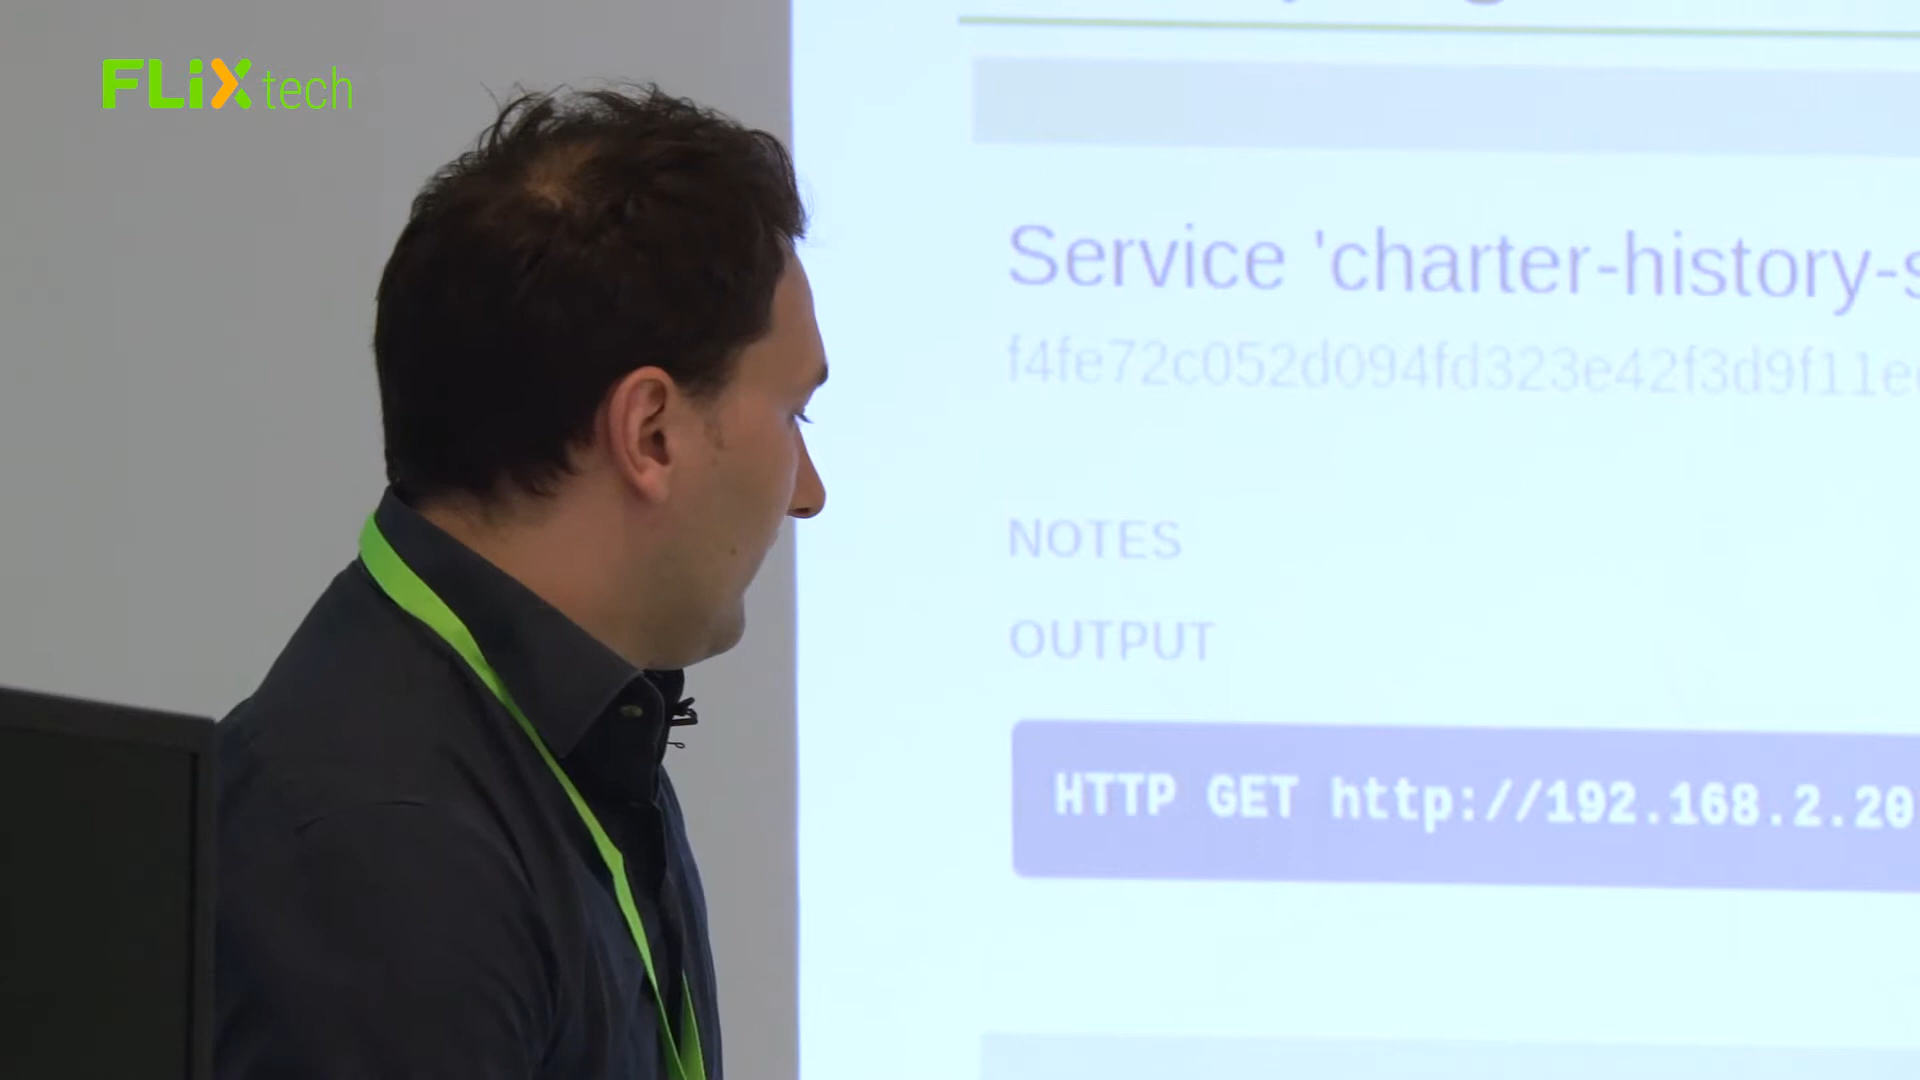 FLiX tech
Service 'charter-history-s
f4fe72c052d094fd323e42f3d9f11e
NOTES
OUTPUT
HTTP GET http://192.168.2.20